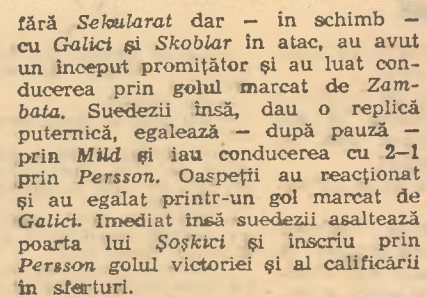 fără Sekularat dar — in schimb —
cu Galici și Skoblar în atac, au avut
un început promițător și au luat con-
ducerea prin golul marcat de Zam-
bata. Suedezii însă, dau o replică
puternică, egalează — după pauză —
prin Mild și iau conducerea cu 2–1
prin Persson. Oaspeții au reacționat
și au egalat printr-un gol marcat de
Galici. Imediat însă suedezii asaltează
poarta lui Șoșkici și înscriu prin
Persson golul victoriei și al calificării
în sferturi.